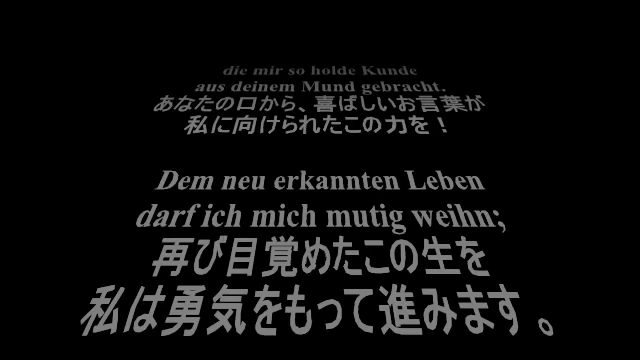 die mir so holde Kunde
aus deinem Mund gebracht.
あなたの口から、喜ばしいお言葉が
私に向けられたこの力を！
Dem neu erkannten Leben
darf ich mich mutig weihn;
再び目覚めたこの生を
私は勇気をもって進みます。